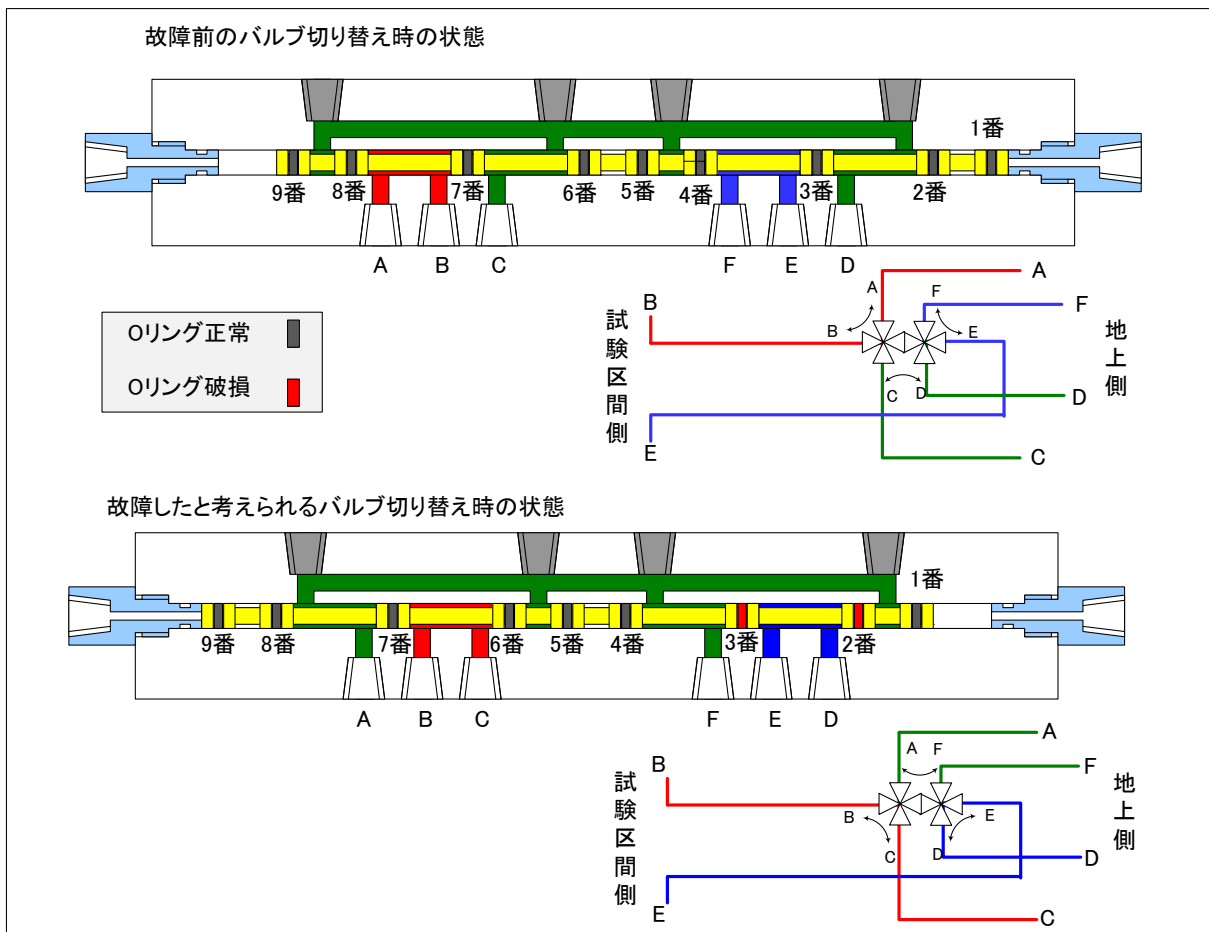 故障前のバルブ切り替え時の状態
1番
9番 8番 7番 6番 5番 4番 3番 2番
A B C F E D
Oリング正常
Oリング破損
試験区間側
B
E
A
B
C
D
F
E
A
F
D
C
地上側
故障したと考えられるバルブ切り替え時の状態
1番
9番 8番 7番 6番 5番 4番 3番 2番
A B C F E D
試験区間側
B
E
A
F
B
C
D
E
A
F
D
C
地上側